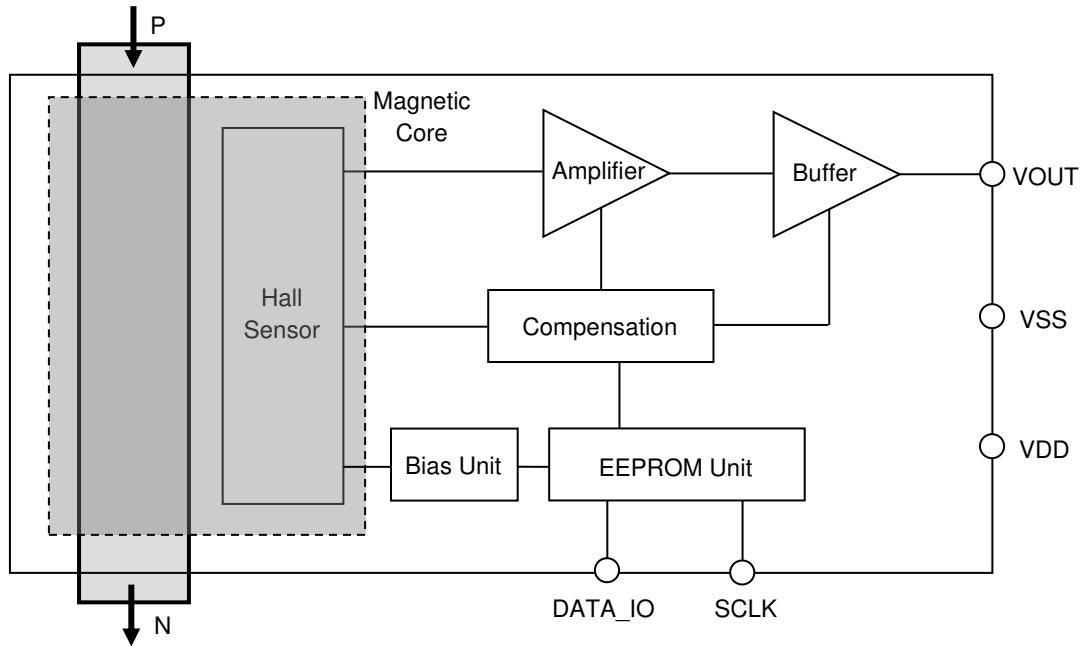 P
Magnetic
Core
Amplifier
Buffer
VOUT
Hall
Sensor
Compensation
VSS
Bias Unit
EEPROM Unit
VDD
DATA_IO
SCLK
N